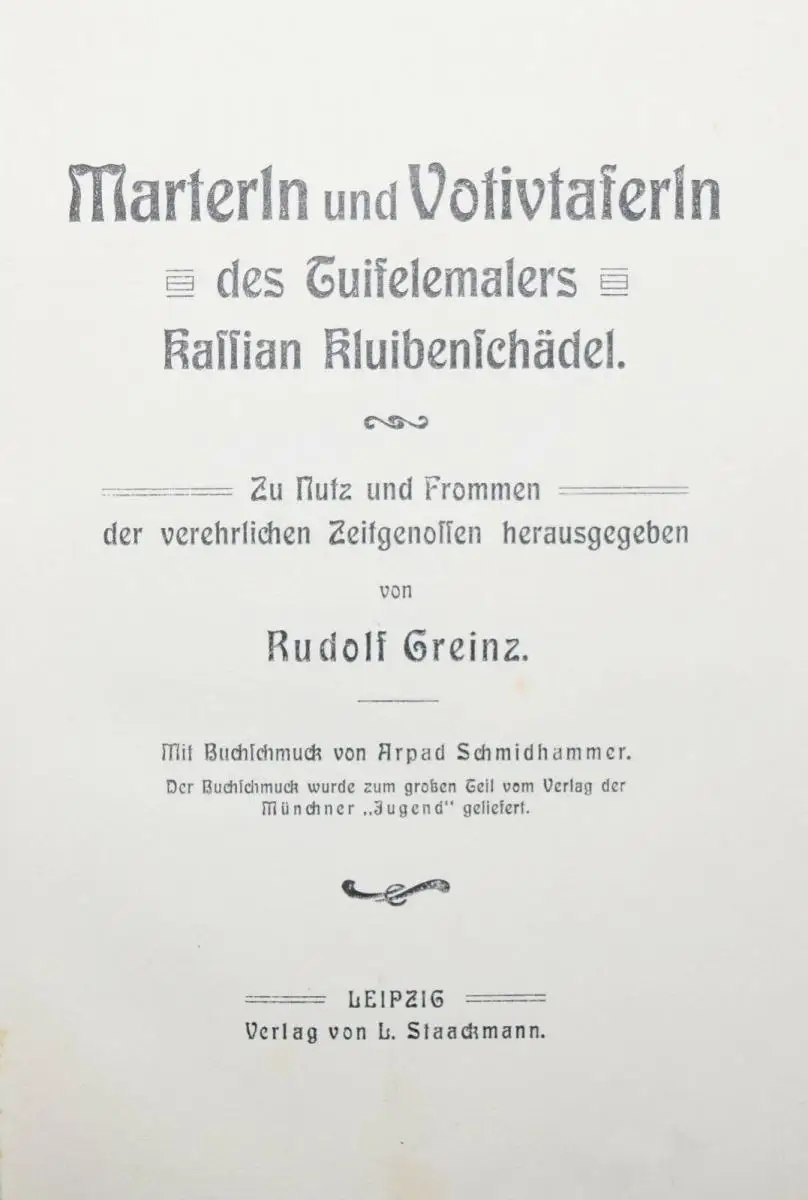 Marterln und Votivtaferln
des Tuifelemalers
Kaſſian Kluibenſchädel.
Zu Nutz und Frommen
der verehrlichen Zeitgenoſſen herausgegeben
von
Rudolf Greinz.
Mit Buchſchmuck von Arpad Schmidhammer.
Der Buchſchmuck wurde zum großen Teil vom Verlag der
Münchner „Jugend" geliefert.
LEIPZIG
Verlag von L. Staackmann.